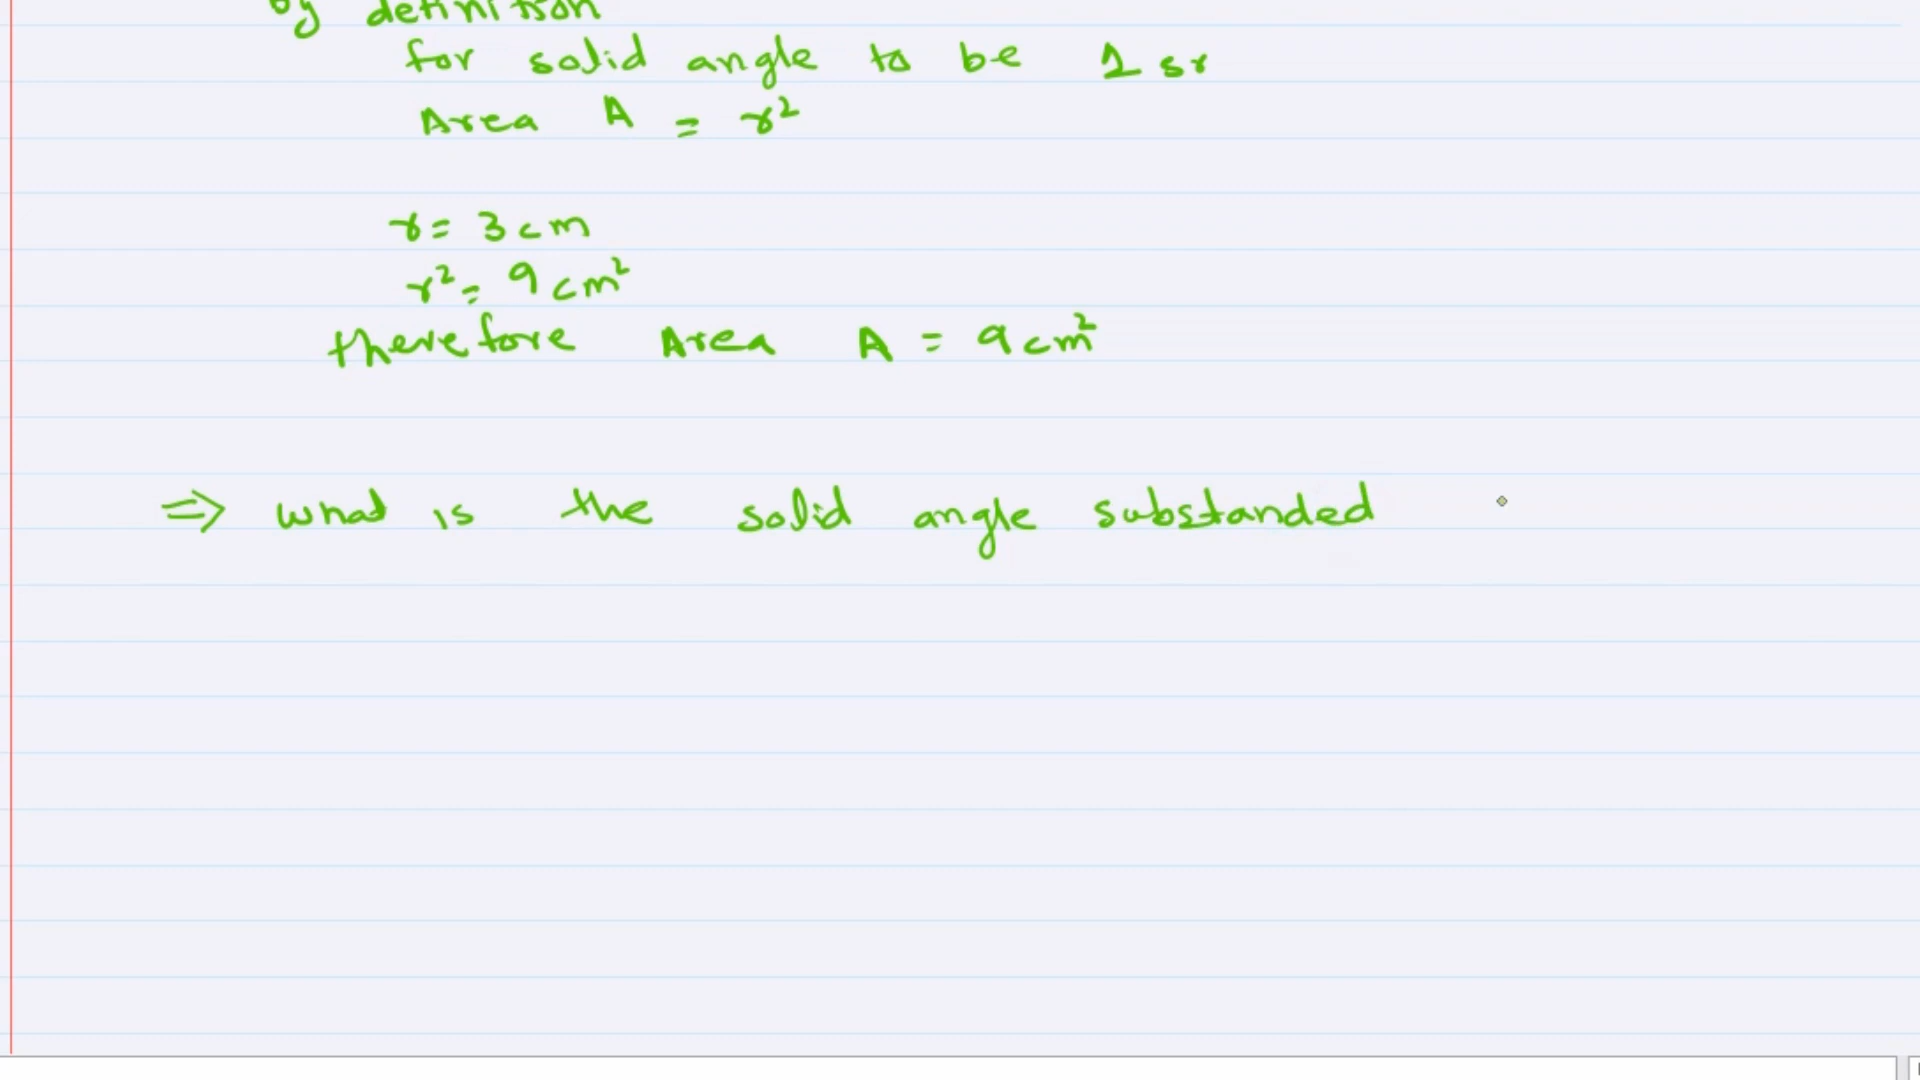 by definition
for solid angle to be 1 sr
Area A = r²
r = 3 cm
r² = 9 cm²
therefore Area A = 9 cm²
⇒ what is the solid angle substanded